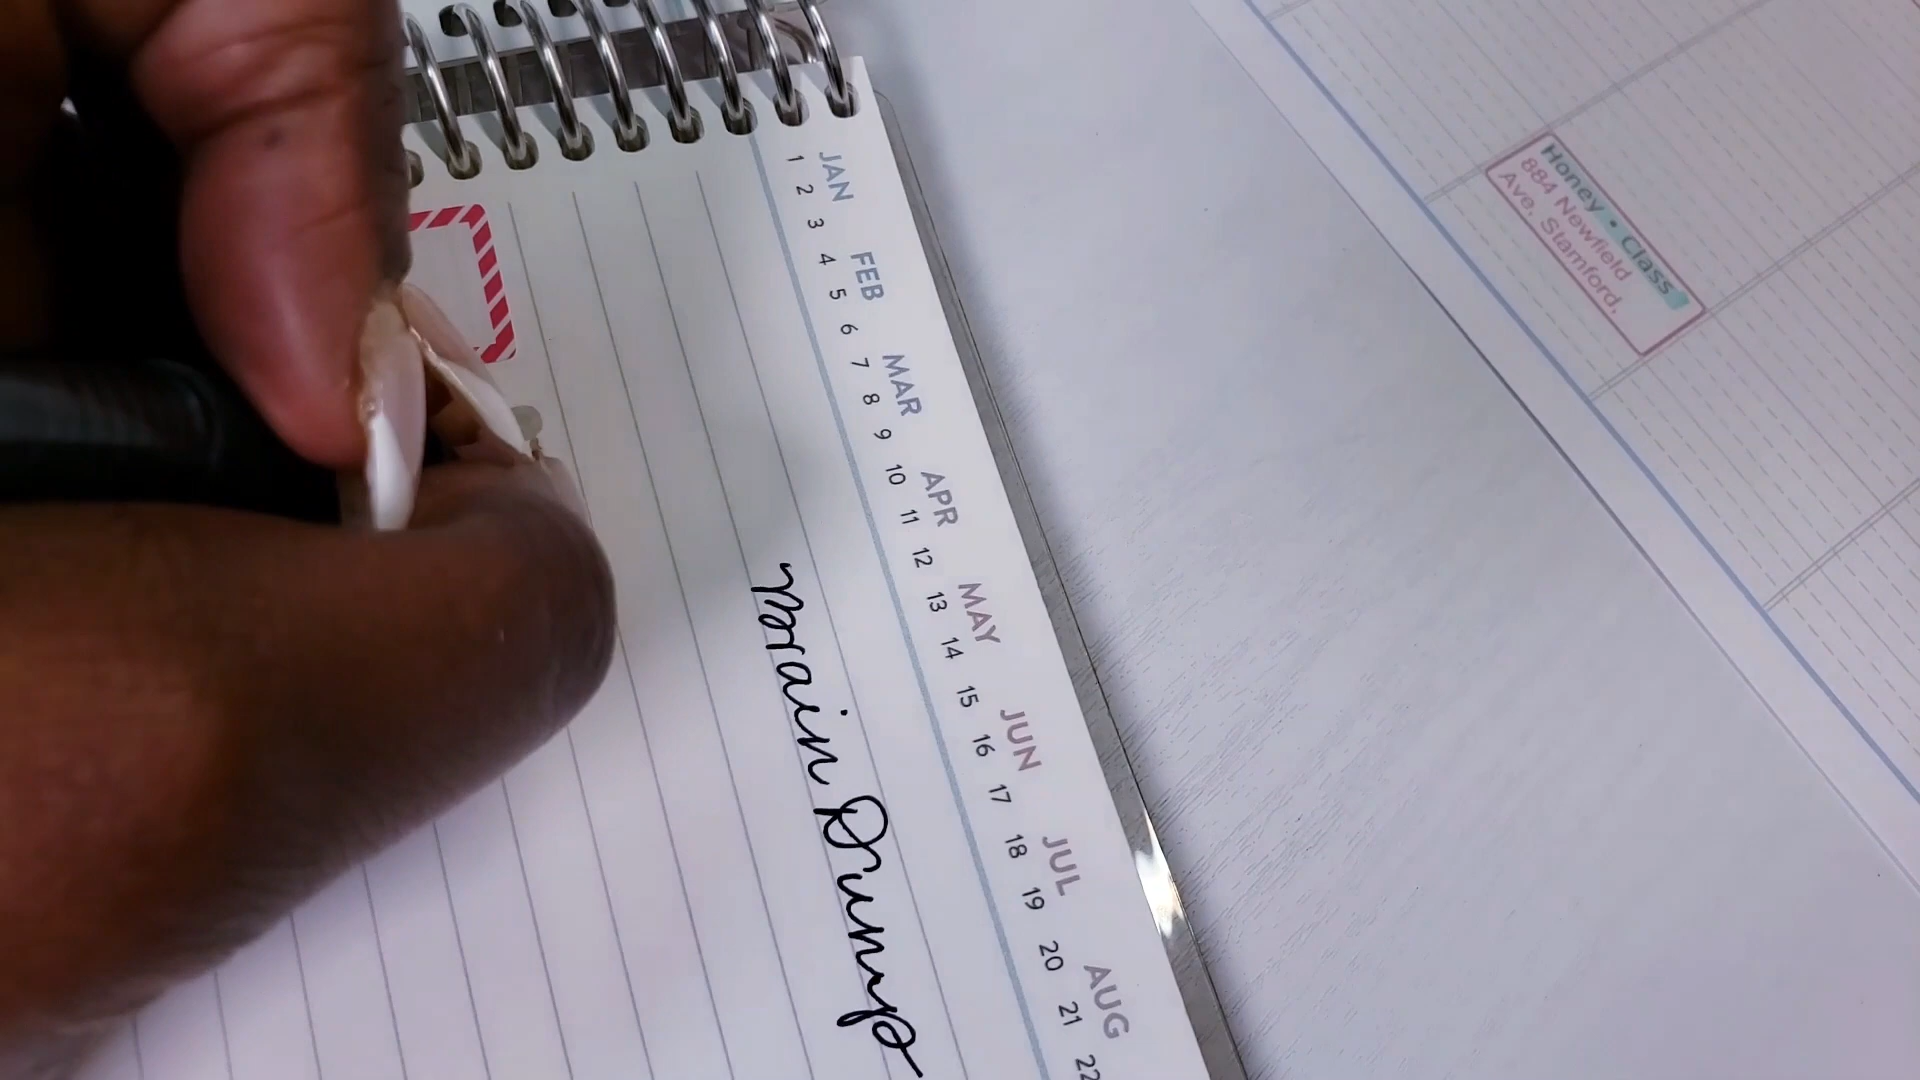 JAN FEB MAR APR MAY JUN JUL AUG
1 2 3 4 5 6 7 8 9 10 11 12 13 14 15 16 17 18 19 20 21 22
Brain Dump
Honey • Class
884 Newfield
Ave, Stamford,